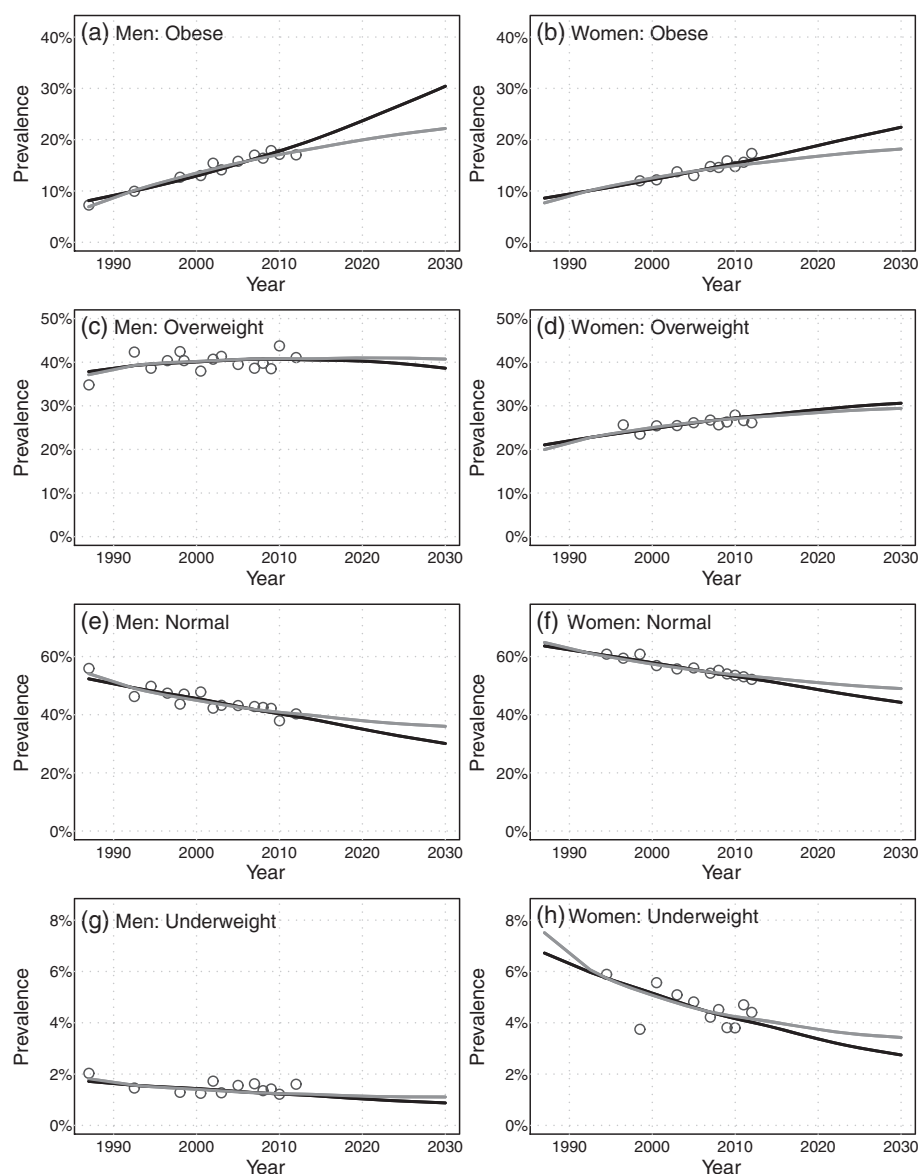 (a) Men: Obese
40%
30%
20%
10%
0%
Prevalence
1990 2000 2010 2020 2030
Year
(b) Women: Obese
40%
30%
20%
10%
0%
Prevalence
1990 2000 2010 2020 2030
Year
(c) Men: Overweight
50%
40%
30%
20%
10%
0%
Prevalence
1990 2000 2010 2020 2030
Year
(d) Women: Overweight
50%
40%
30%
20%
10%
0%
Prevalence
1990 2000 2010 2020 2030
Year
(e) Men: Normal
60%
40%
20%
0%
Prevalence
1990 2000 2010 2020 2030
Year
(f) Women: Normal
60%
40%
20%
0%
Prevalence
1990 2000 2010 2020 2030
Year
(g) Men: Underweight
8%
6%
4%
2%
0%
Prevalence
1990 2000 2010 2020 2030
Year
(h) Women: Underweight
8%
6%
4%
2%
0%
Prevalence
1990 2000 2010 2020 2030
Year